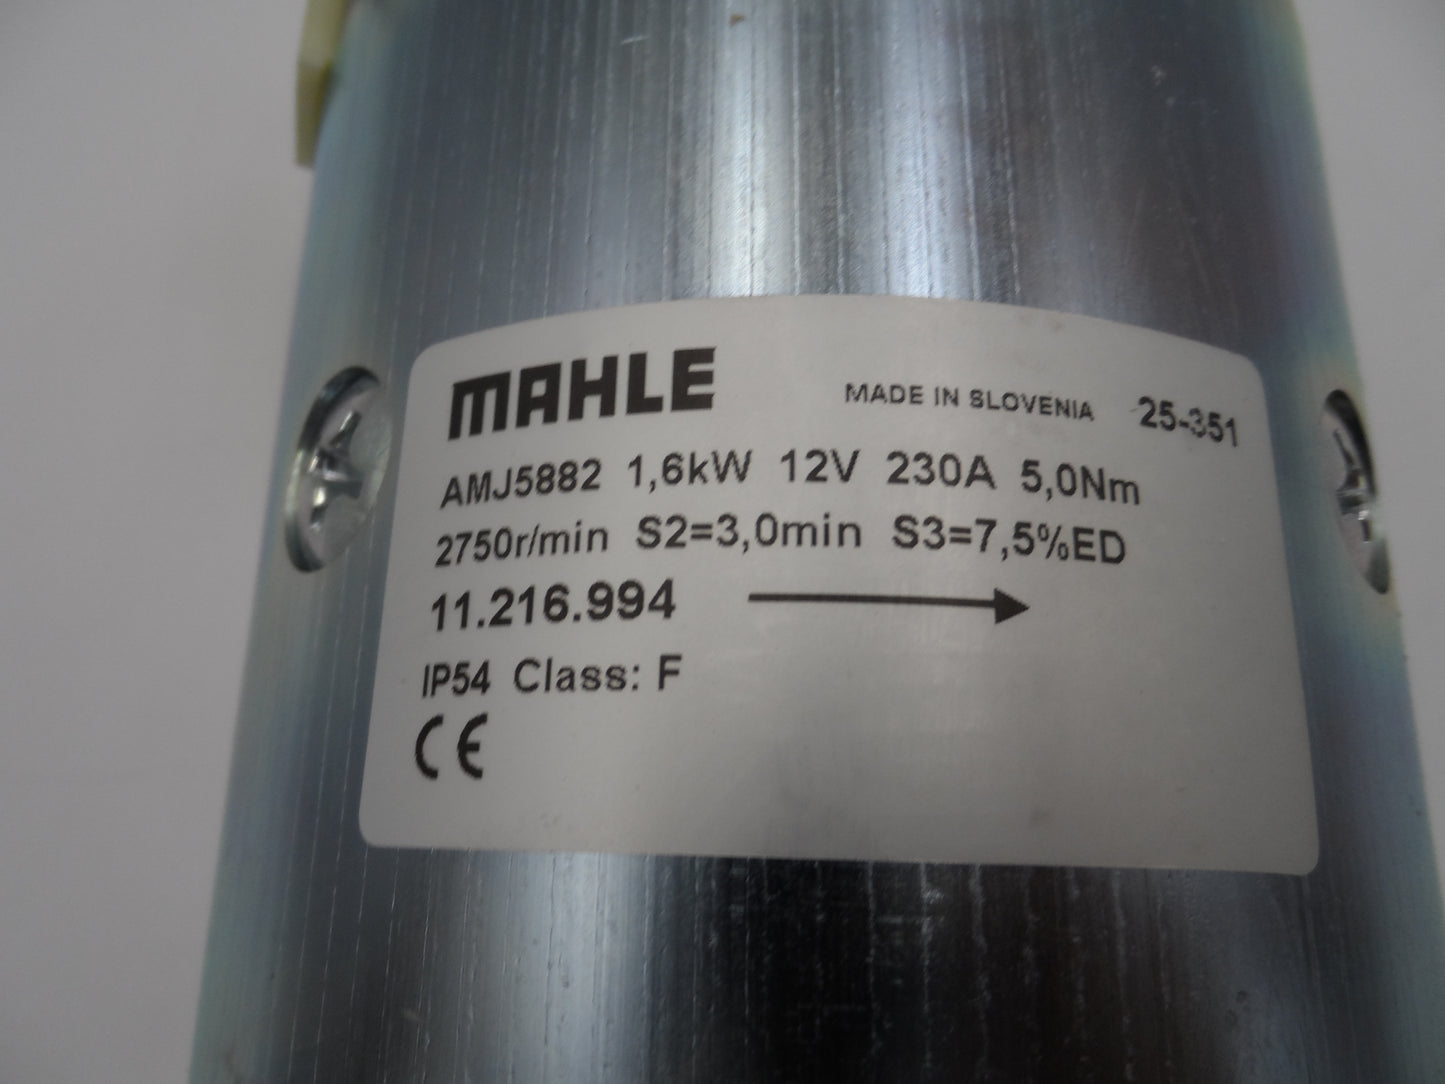 MAHLE MADE IN SLOVENIA 25-351
AMJ5882 1,6kW 12V 230A 5,0Nm
2750r/min S2=3,0min S3=7,5%ED
11.216.994
IP54 Class: F
CE